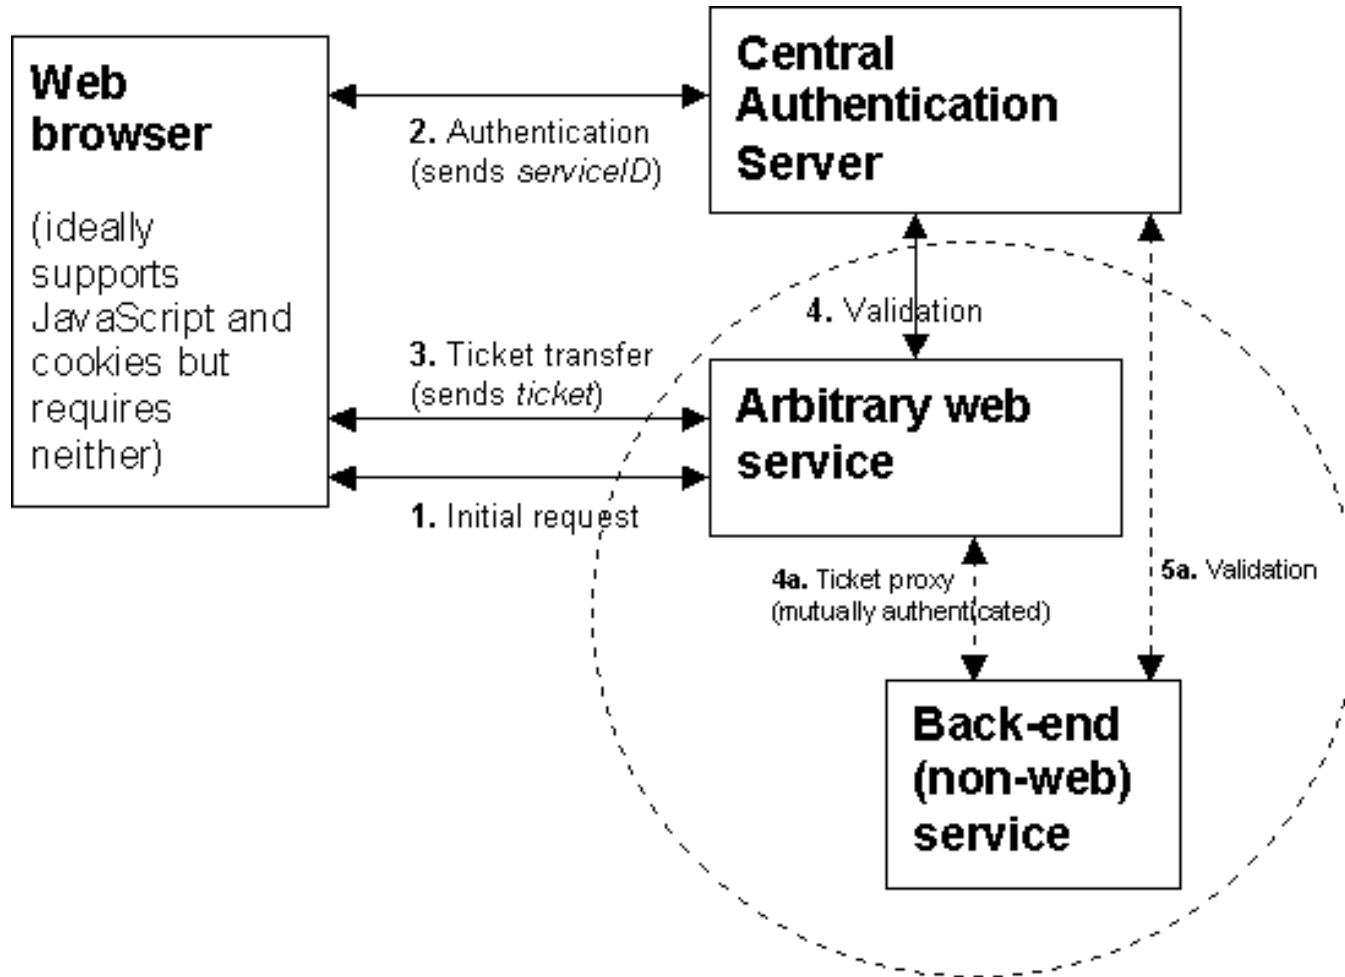 Web
browser
(ideally
supports
JavaScript and
cookies but
requires
neither)
Central
Authentication
Server
2. Authentication
(sends serviceID)
4. Validation
3. Ticket transfer
(sends ticket)
Arbitrary web
service
1. Initial request
4a. Ticket proxy
(mutually authenticated)
5a. Validation
Back-end
(non-web)
service